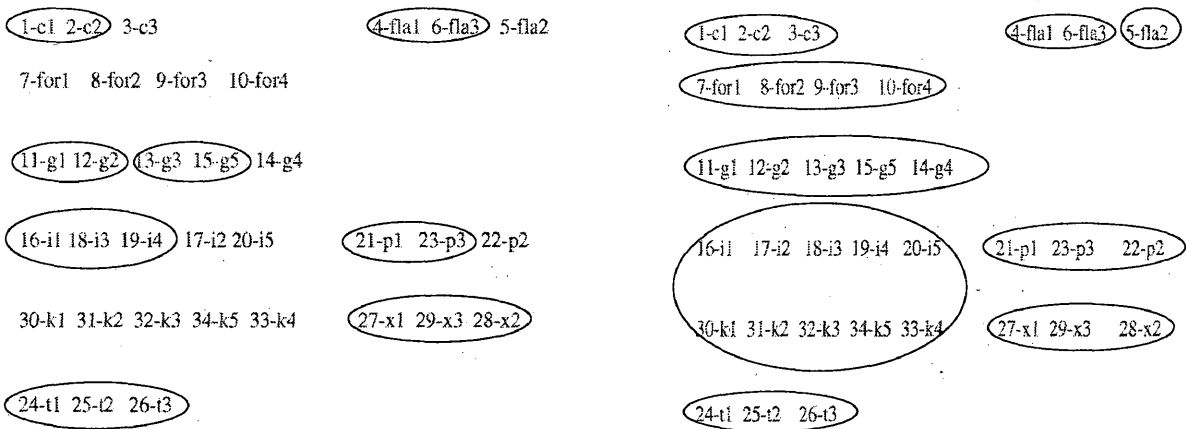 1-c1 2-c2 3-c3 4-fla1 6-fla3 5-fla2
7-for1 8-for2 9-for3 10-for4
11-g1 12-g2 13-g3 15-g5 14-g4
16-i1 18-i3 19-i4 17-i2 20-i5 21-p1 23-p3 22-p2
30-k1 31-k2 32-k3 34-k5 33-k4 27-x1 29-x3 28-x2
24-t1 25-t2 26-t3
1-c1 2-c2 3-c3 4-fla1 6-fla3 5-fla2
7-for1 8-for2 9-for3 10-for4
11-g1 12-g2 13-g3 15-g5 14-g4
16-i1 17-i2 18-i3 19-i4 20-i5 21-p1 23-p3 22-p2
30-k1 31-k2 32-k3 34-k5 33-k4 27-x1 29-x3 28-x2
24-t1 25-t2 26-t3